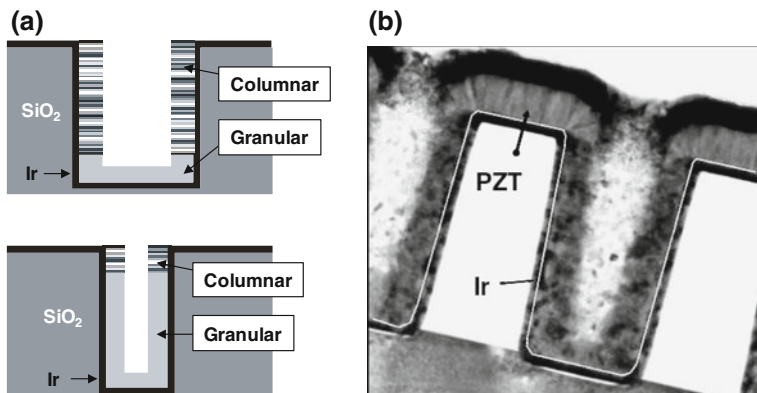 (a)
Columnar
SiO₂
Granular
Ir
Columnar
SiO₂
Granular
Ir
(b)
PZT
Ir